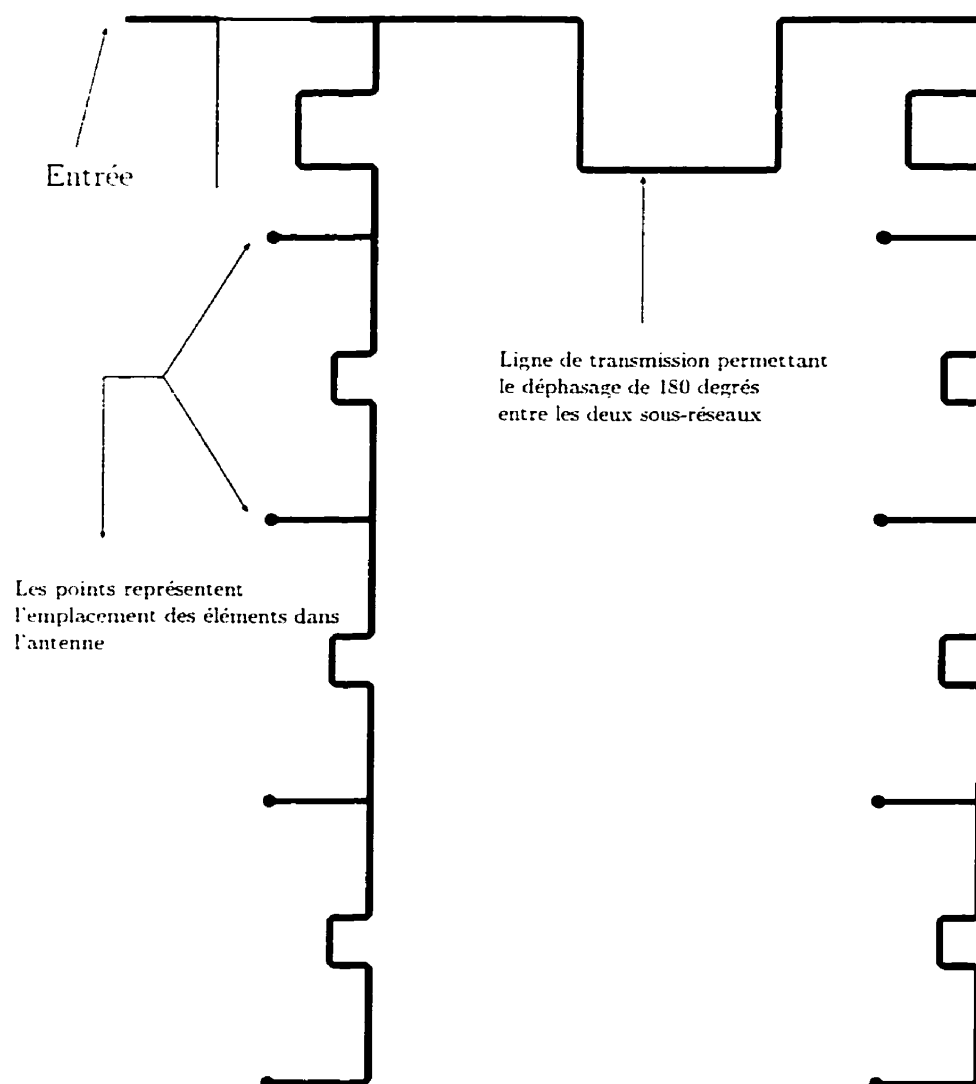 Entrée
Ligne de transmission permettant
le déphasage de 180 degrés
entre les deux sous-réseaux
Les points représentent
l'emplacement des éléments dans
l'antenne